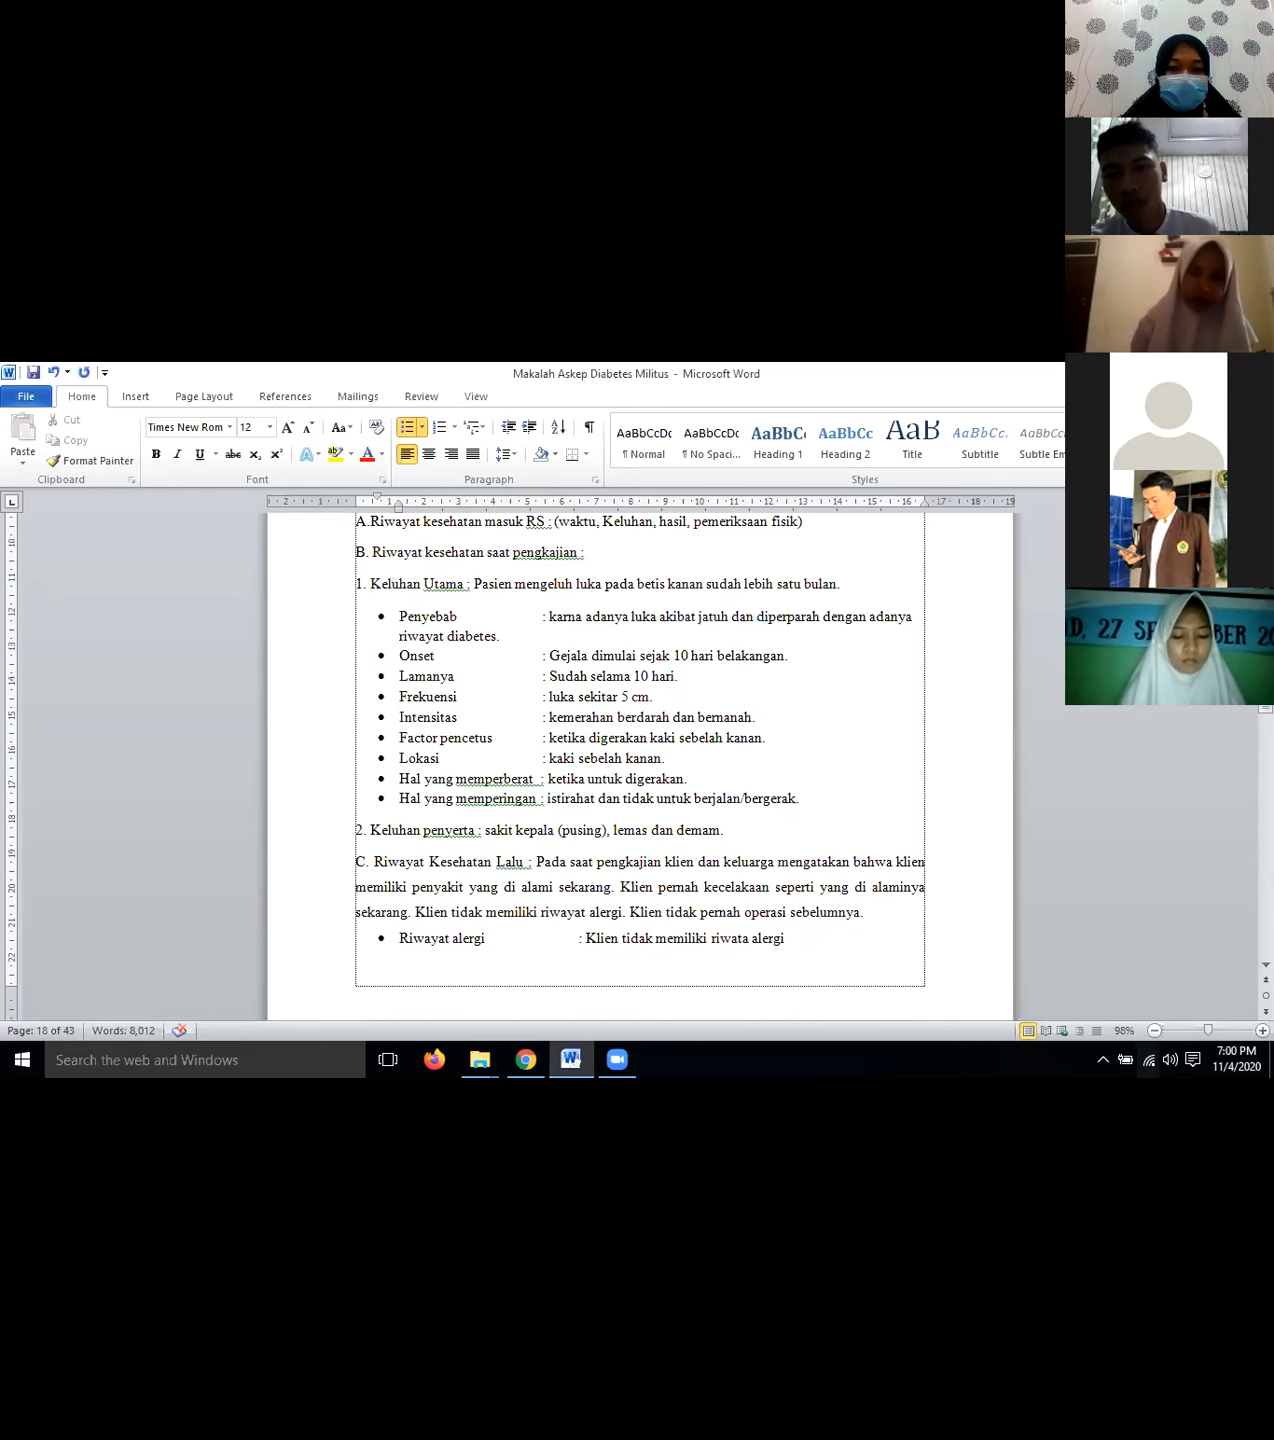 Makalah Askep Diabetes Militus - Microsoft Word
File Home Insert Page Layout References Mailings Review View
Paste
Cut
Copy
Format Painter
Clipboard
Times New Rom 12
Font
Paragraph
AaBbCcDc AaBbCcDc AaBbC AaBbCc AaB AaBbCc. AaBbCcD
¶ Normal ¶ No Spaci... Heading 1 Heading 2 Title Subtitle Subtle Em
Styles
A.Riwayat kesehatan masuk RS : (waktu, Keluhan, hasil, pemeriksaan fisik)
B. Riwayat kesehatan saat pengkajian :
1. Keluhan Utama : Pasien mengeluh luka pada betis kanan sudah lebih satu bulan.
• Penyebab : karna adanya luka akibat jatuh dan diperparah dengan adanya
riwayat diabetes.
• Onset : Gejala dimulai sejak 10 hari belakangan.
• Lamanya : Sudah selama 10 hari.
• Frekuensi : luka sekitar 5 cm.
• Intensitas : kemerahan berdarah dan bernanah.
• Factor pencetus : ketika digerakan kaki sebelah kanan.
• Lokasi : kaki sebelah kanan.
• Hal yang memperberat : ketika untuk digerakan.
• Hal yang memperingan : istirahat dan tidak untuk berjalan/bergerak.
2. Keluhan penyerta : sakit kepala (pusing), lemas dan demam.
C. Riwayat Kesehatan Lalu : Pada saat pengkajian klien dan keluarga mengatakan bahwa klien
memiliki penyakit yang di alami sekarang. Klien pernah kecelakaan seperti yang di alaminya
sekarang. Klien tidak memiliki riwayat alergi. Klien tidak pernah operasi sebelumnya.
• Riwayat alergi : Klien tidak memiliki riwata alergi
Page: 18 of 43 Words: 8,012 98%
Search the web and Windows
7:00 PM
11/4/2020
D, 27 SE BER 20